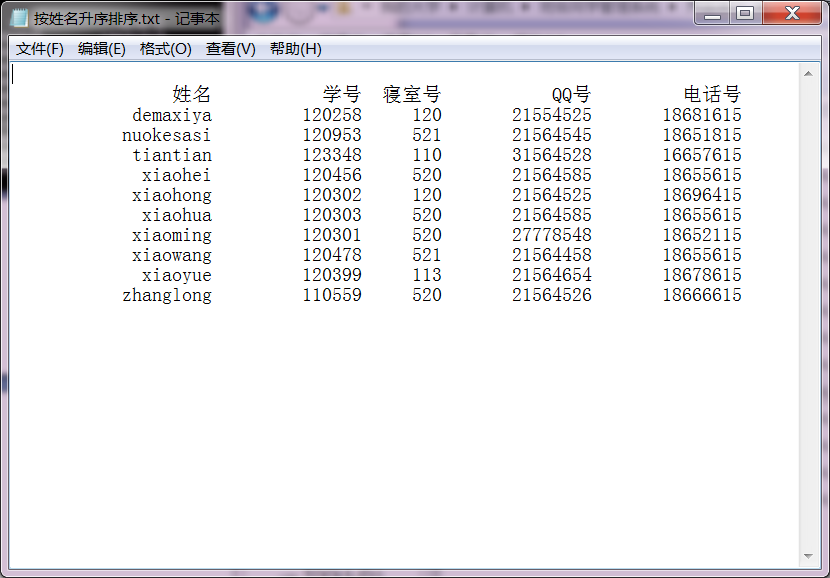 按姓名升序排序.txt - 记事本
文件(F) 编辑(E) 格式(O) 查看(V) 帮助(H)
姓名 学号 寝室号 QQ号 电话号
demaxiya 120258 120 21554525 18681615
nuokesasi 120953 521 21564545 18651815
tiantian 123348 110 31564528 16657615
xiaohei 120456 520 21564585 18655615
xiaohong 120302 120 21564525 18696415
xiaohua 120303 520 21564585 18655615
xiaoming 120301 520 27778548 18652115
xiaowang 120478 521 21564458 18655615
xiaoyue 120399 113 21564654 18678615
zhanglong 110559 520 21564526 18666615